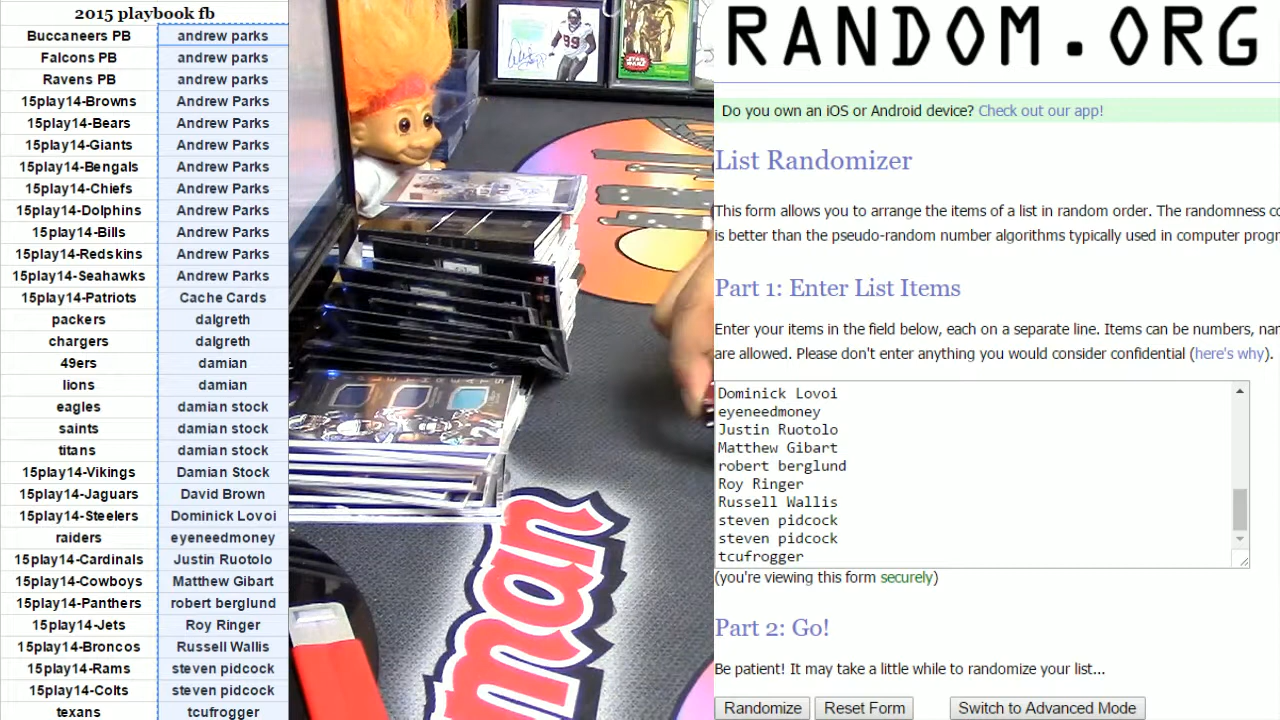 2015 playbook fb
Buccaneers PB andrew parks
Falcons PB andrew parks
Ravens PB andrew parks
15play14-Browns Andrew Parks
15play14-Bears Andrew Parks
15play14-Giants Andrew Parks
15play14-Bengals Andrew Parks
15play14-Chiefs Andrew Parks
15play14-Dolphins Andrew Parks
15play14-Bills Andrew Parks
15play14-Redskins Andrew Parks
15play14-Seahawks Andrew Parks
15play14-Patriots Cache Cards
packers dalgreth
chargers dalgreth
49ers damian
lions damian
eagles damian stock
saints damian stock
titans damian stock
15play14-Vikings Damian Stock
15play14-Jaguars David Brown
15play14-Steelers Dominick Lovoi
raiders eyeneedmoney
15play14-Cardinals Justin Ruotolo
15play14-Cowboys Matthew Gibart
15play14-Panthers robert berglund
15play14-Jets Roy Ringer
15play14-Broncos Russell Wallis
15play14-Rams steven pidcock
15play14-Colts steven pidcock
texans tcufrogger
99
STAR WARS
man
RANDOM.ORG
Do you own an iOS or Android device? Check out our app!
List Randomizer
This form allows you to arrange the items of a list in random order. The randomness co
is better than the pseudo-random number algorithms typically used in computer progr
Part 1: Enter List Items
Enter your items in the field below, each on a separate line. Items can be numbers, nar
are allowed. Please don't enter anything you would consider confidential (here's why).
Dominick Lovoi
eyeneedmoney
Justin Ruotolo
Matthew Gibart
robert berglund
Roy Ringer
Russell Wallis
steven pidcock
steven pidcock
tcufrogger
(you're viewing this form securely)
Part 2: Go!
Be patient! It may take a little while to randomize your list...
Randomize Reset Form Switch to Advanced Mode